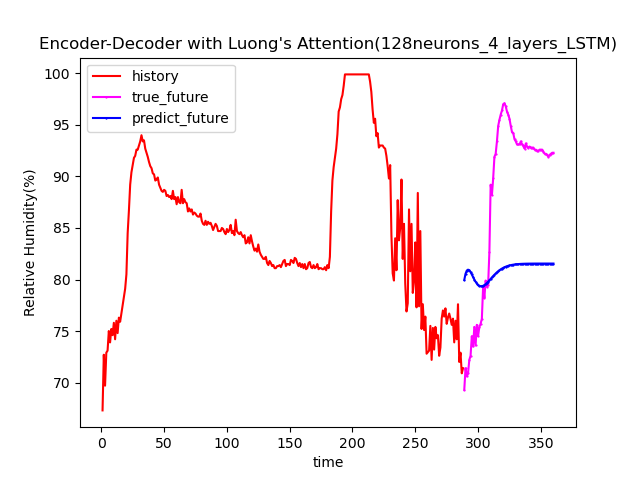 Encoder-Decoder with Luong's Attention(128neurons_4_layers_LSTM)
history
true_future
predict_future
Relative Humidity(%)
100
95
90
85
80
75
70
0 50 100 150 200 250 300 350
time